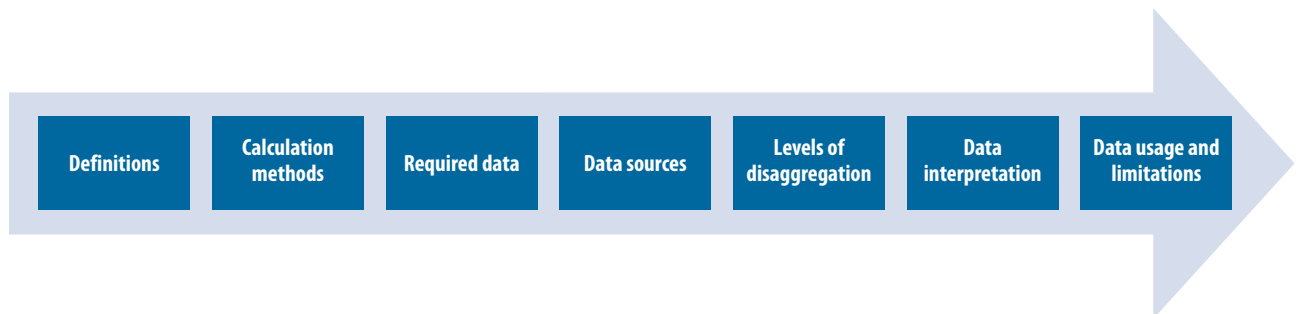 Definitions
Calculation
methods
Required data
Data sources
Levels of
disaggregation
Data
interpretation
Data usage and
limitations